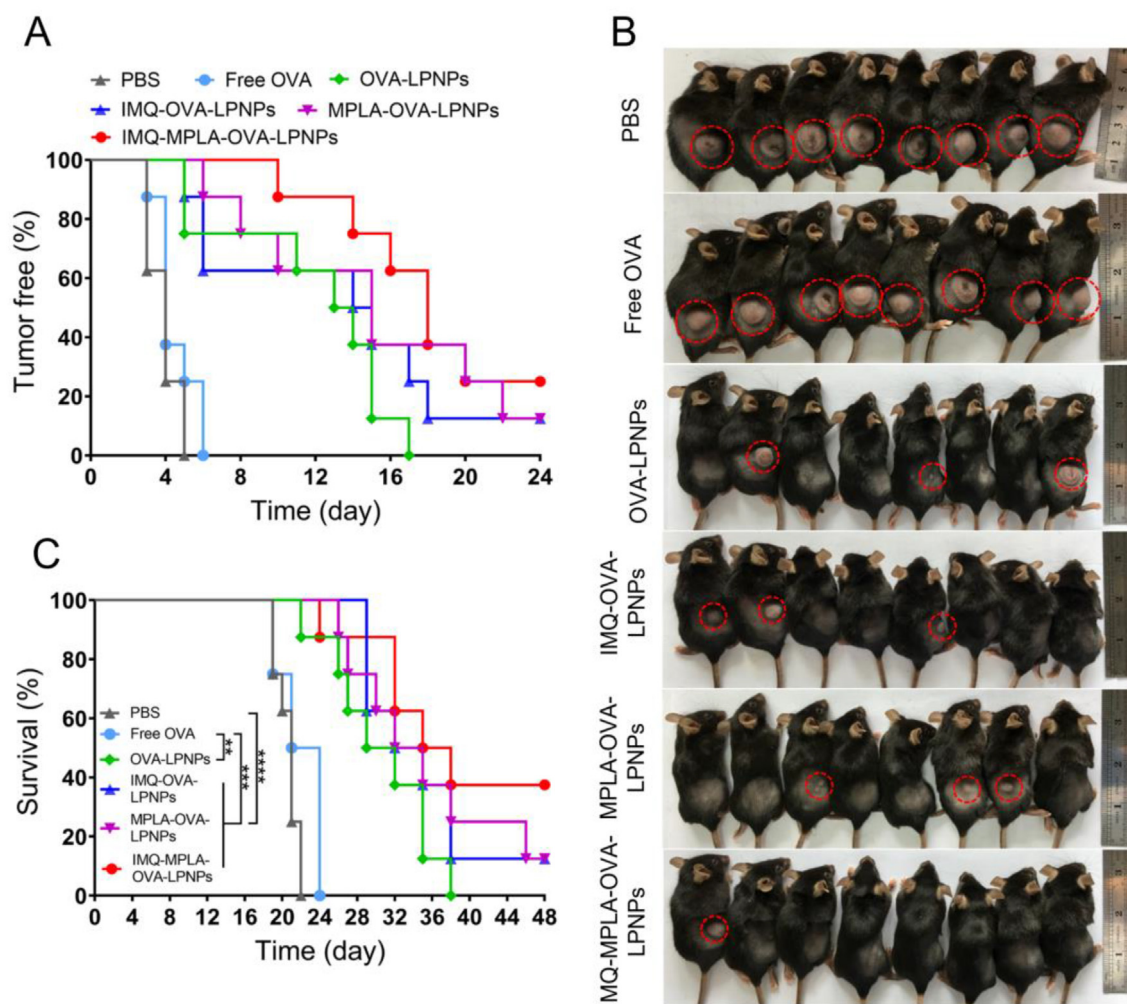 A
PBS Free OVA OVA-LPNPs
IMQ-OVA-LPNPs MPLA-OVA-LPNPs
IMQ-MPLA-OVA-LPNPs
100
80
60
40
20
0
Tumor free (%)
0 4 8 12 16 20 24
Time (day)
C
100
80
60
40
20
0
Survival (%)
PBS
Free OVA
OVA-LPNPs
IMQ-OVA-
LPNPs
MPLA-OVA-
LPNPs
IMQ-MPLA-
OVA-LPNPs
**
***
****
0 4 8 12 16 20 24 28 32 36 40 44 48
Time (day)
B
PBS
Free OVA
OVA-LPNPs
IMQ-OVA-
LPNPs
MPLA-OVA-
LPNPs
MQ-MPLA-OVA-
LPNPs